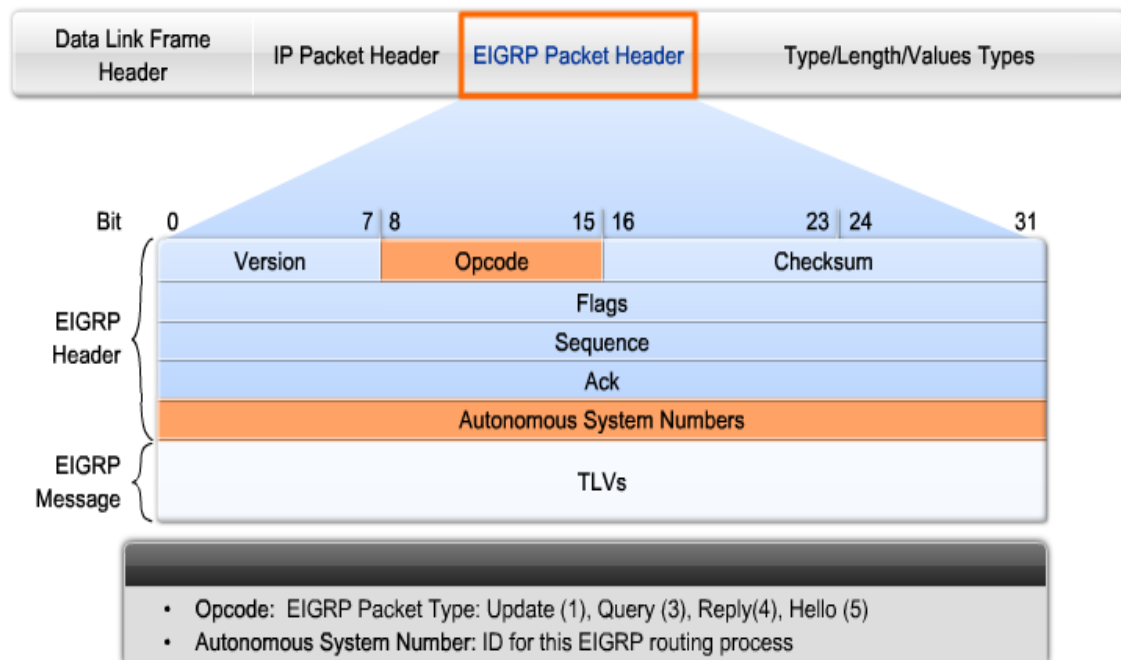 Data Link Frame
Header
IP Packet Header
EIGRP Packet Header
Type/Length/Values Types
Bit 0 7 8 15 16 23 24 31
Version Opcode Checksum
Flags
EIGRP
Header
Sequence
Ack
Autonomous System Numbers
EIGRP
Message
TLVs
• Opcode: EIGRP Packet Type: Update (1), Query (3), Reply(4), Hello (5)
• Autonomous System Number: ID for this EIGRP routing process